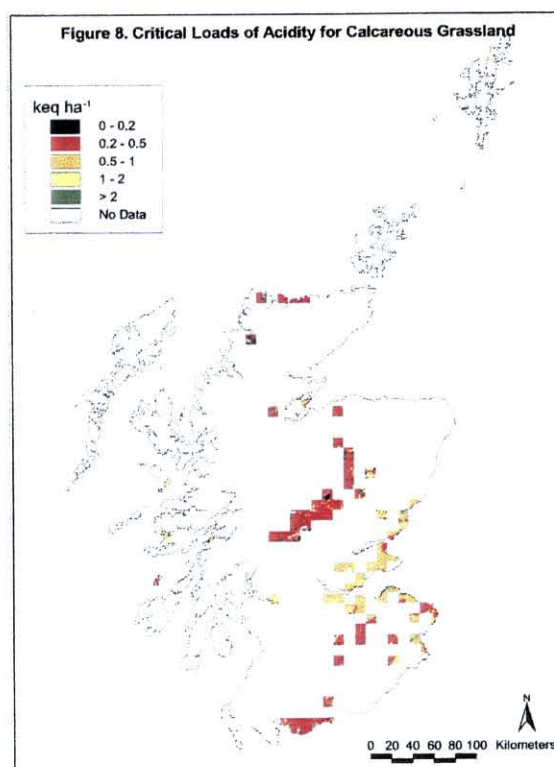 Figure 8. Critical Loads of Acidity for Calcareous Grassland
keq ha⁻¹
0 - 0.2
0.2 - 0.5
0.5 - 1
1 - 2
> 2
No Data
N
0 20 40 60 80 100 Kilometers